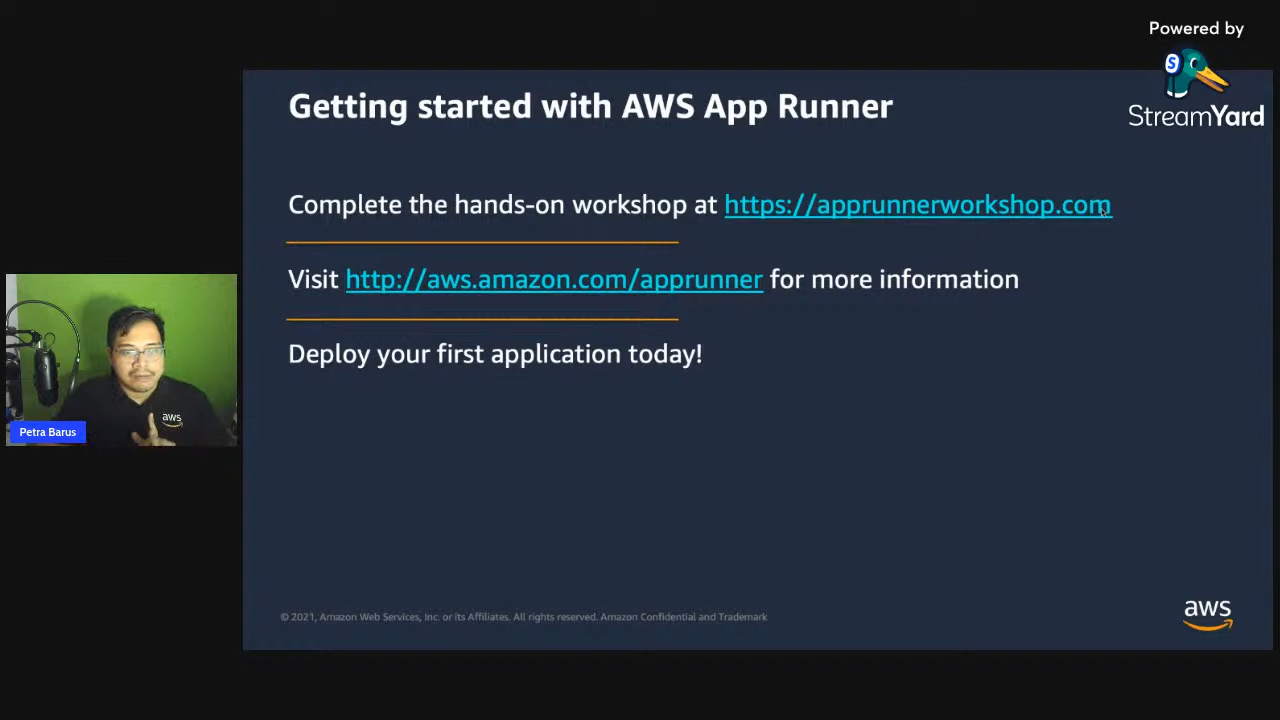 Powered by
S
StreamYard
Getting started with AWS App Runner
Complete the hands-on workshop at https://apprunnerworkshop.com
Visit http://aws.amazon.com/apprunner for more information
Deploy your first application today!
aws
Petra Barus
© 2021, Amazon Web Services, Inc. or its Affiliates. All rights reserved. Amazon Confidential and Trademark
aws